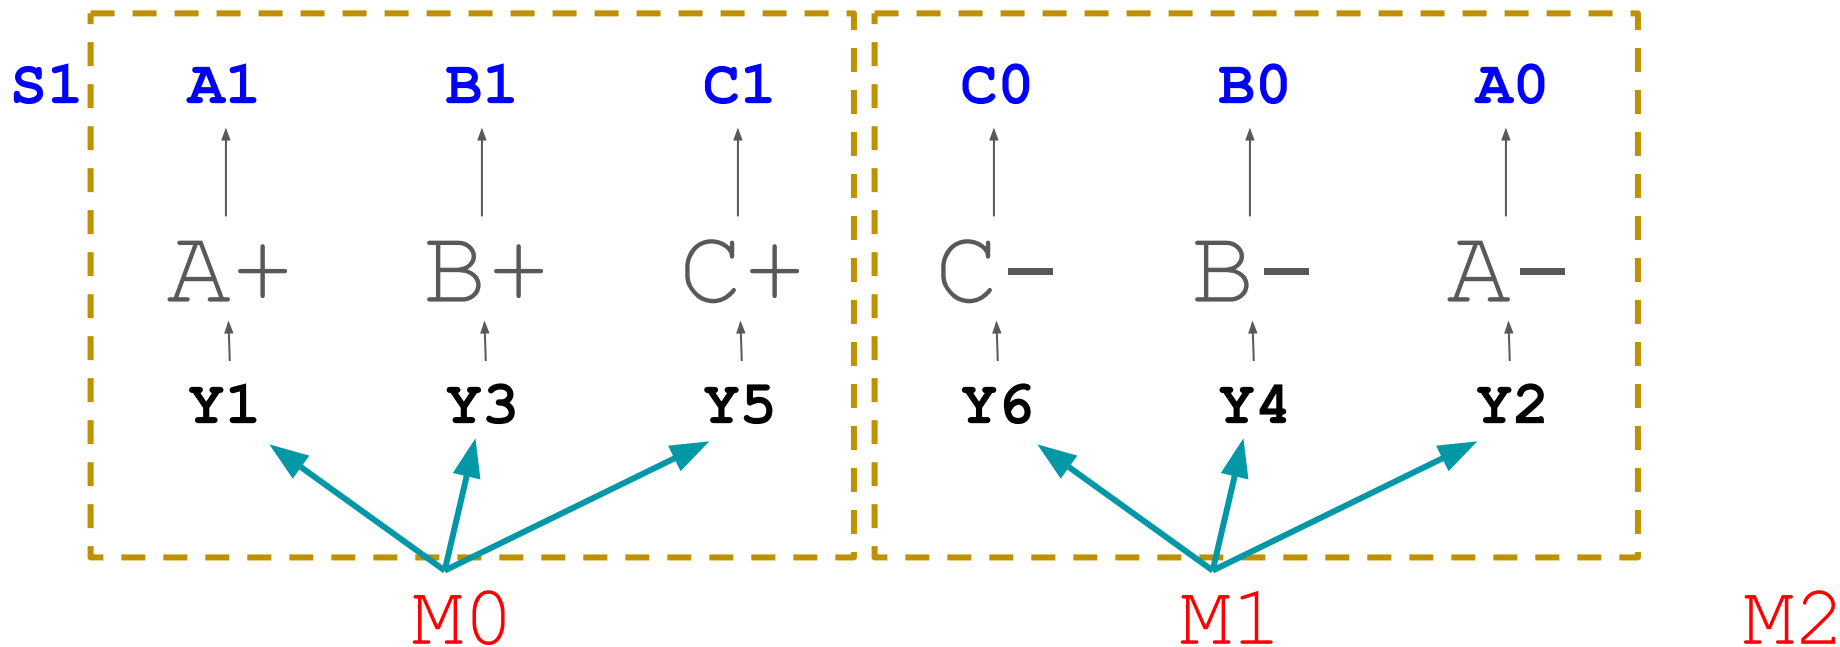 S1 A1 B1 C1 C0 B0 A0
A+ B+ C+ C- B- A-
Y1 Y3 Y5 Y6 Y4 Y2
M0 M1 M2